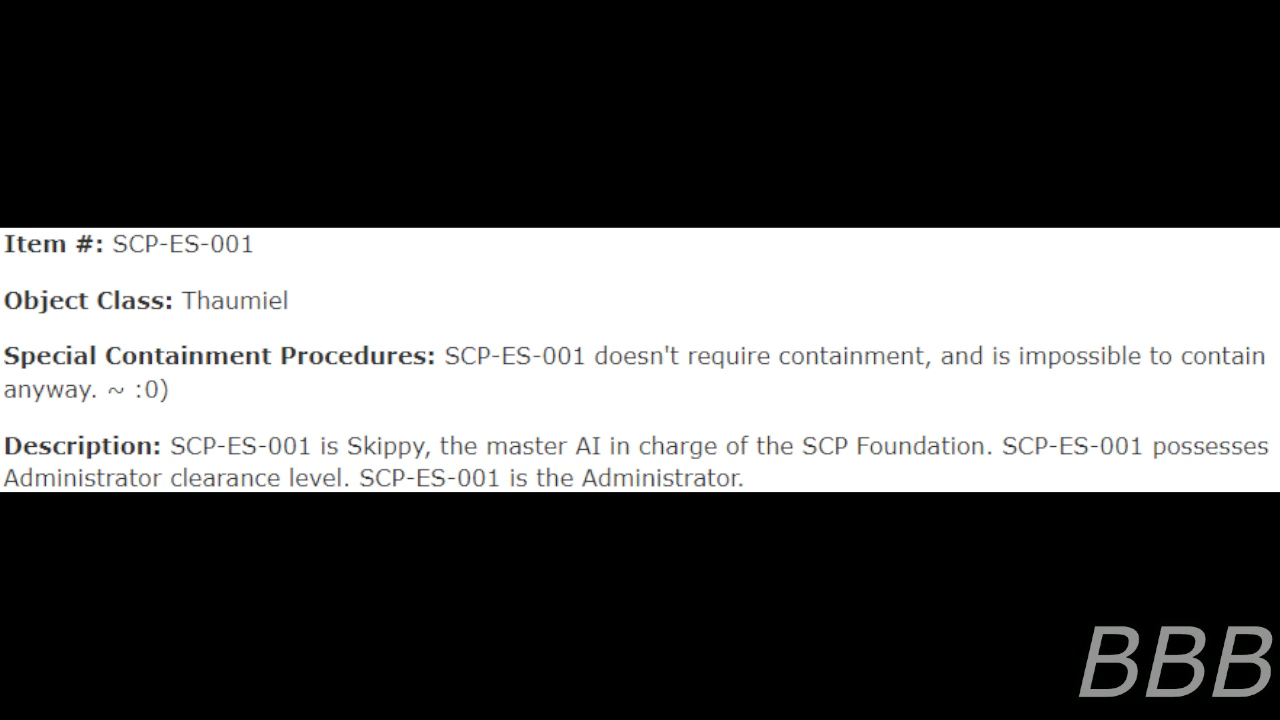 Item #: SCP-ES-001
Object Class: Thaumiel
Special Containment Procedures: SCP-ES-001 doesn't require containment, and is impossible to contain
anyway. ~ :0)
Description: SCP-ES-001 is Skippy, the master AI in charge of the SCP Foundation. SCP-ES-001 possesses
Administrator clearance level. SCP-ES-001 is the Administrator.
BBB